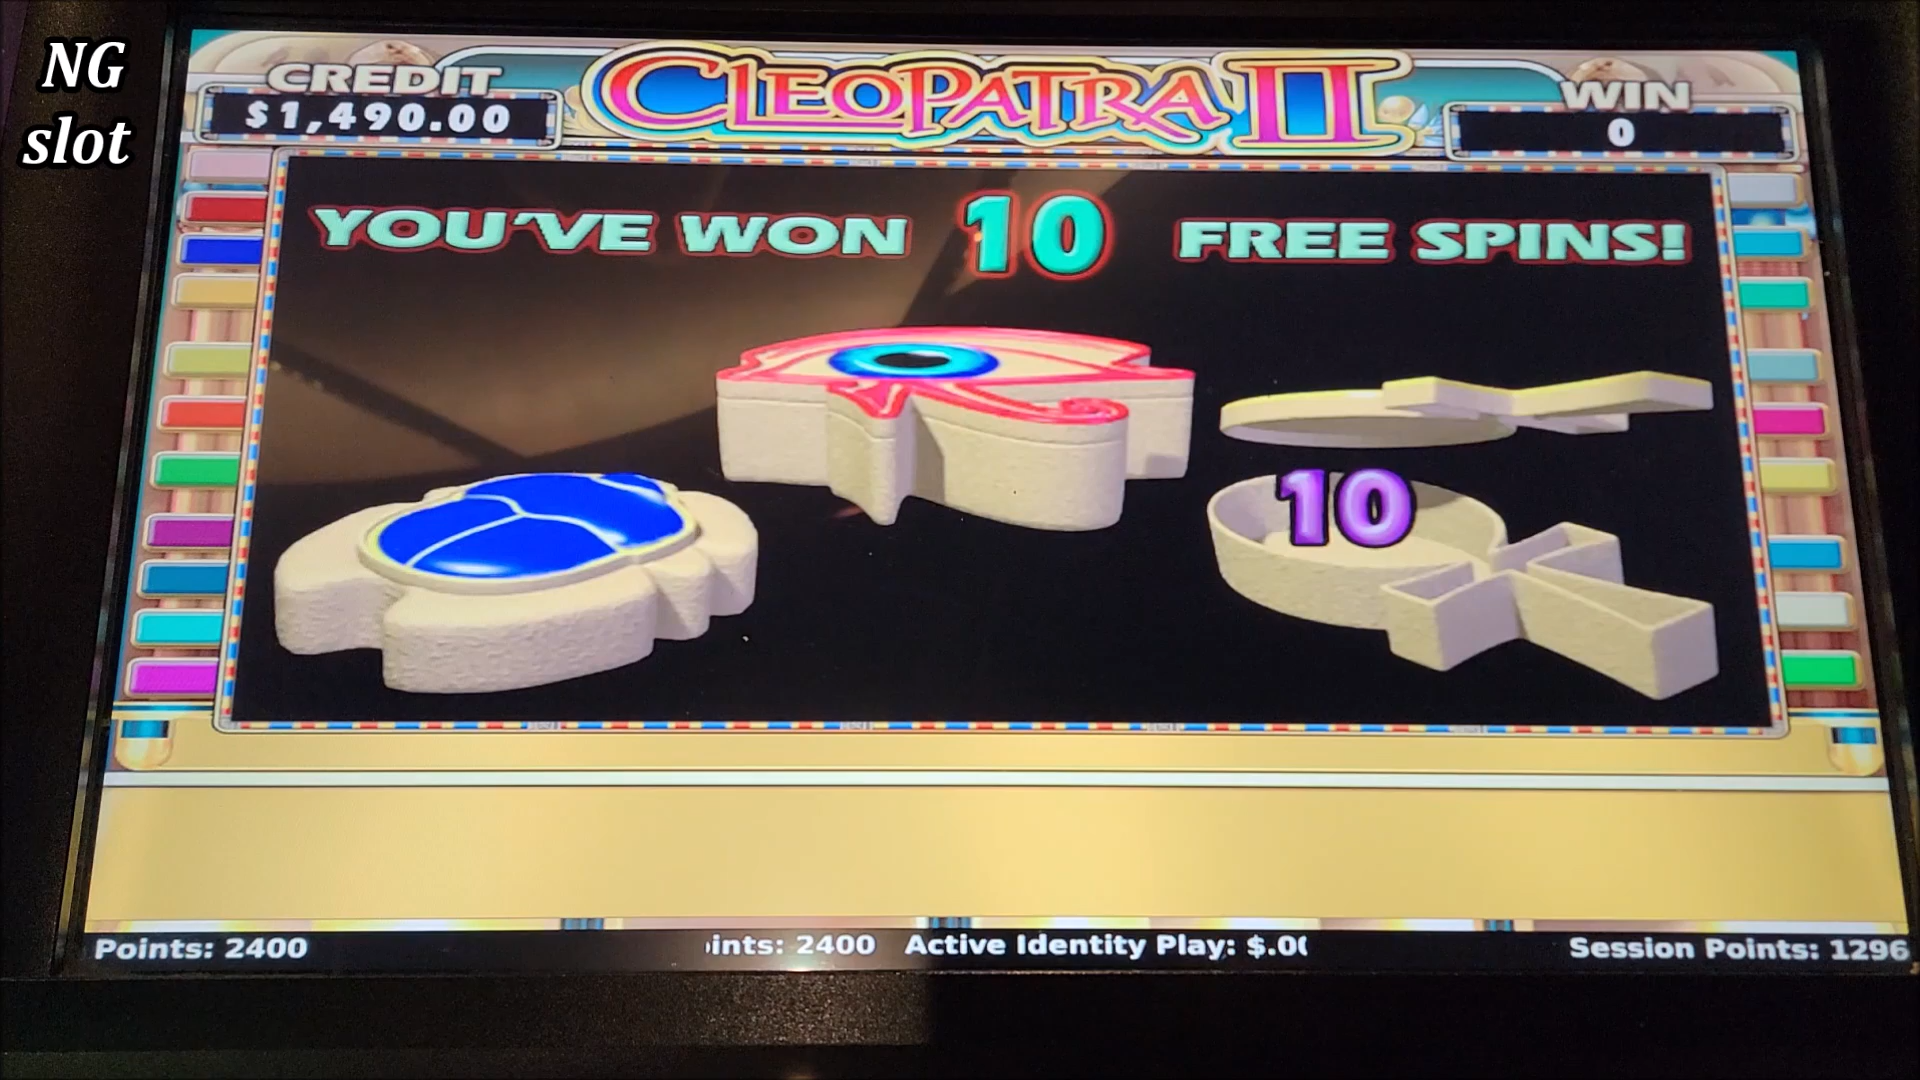 NG
slot
CREDIT
$1,490.00
CLEOPATRA II
WIN
0
YOU'VE WON 10 FREE SPINS!
10
Points: 2400
ints: 2400 Active Identity Play: $.0
Session Points: 1296